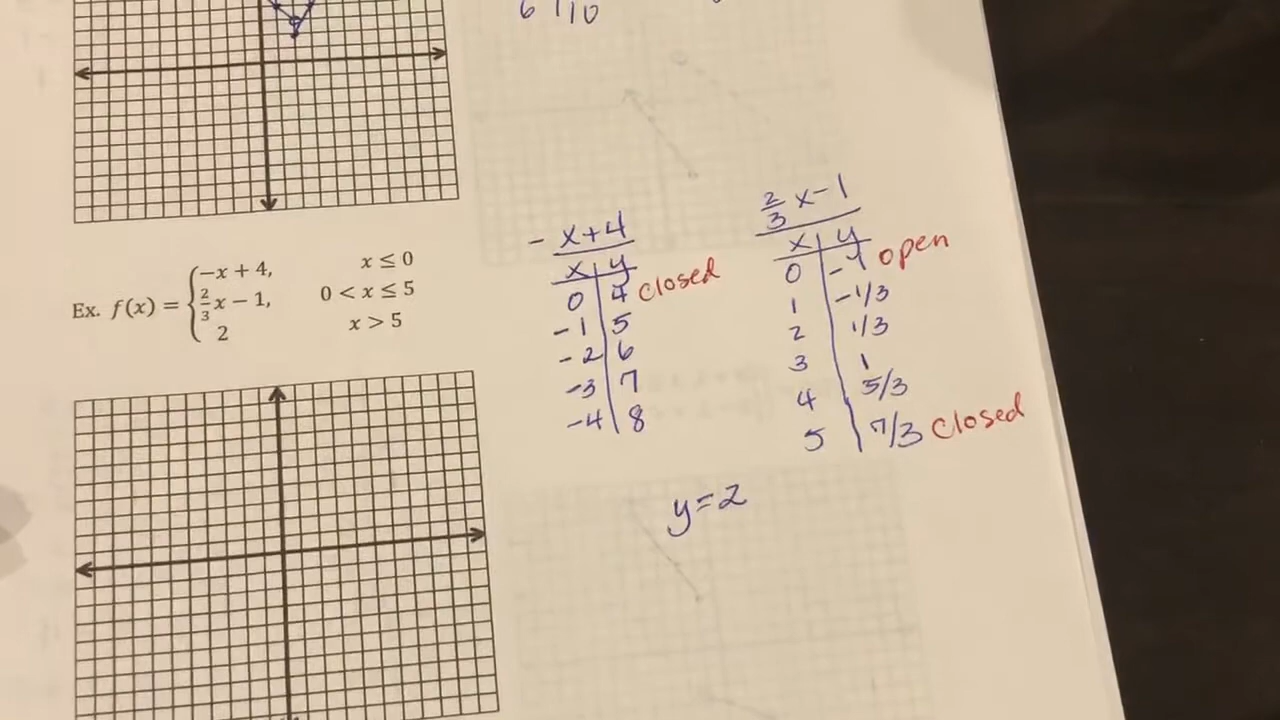 6 | 10
Ex. f(x) = { -x + 4, x ≤ 0
2/3 x - 1, 0 < x ≤ 5
2 x > 5
- x+4
x | y
0 | 4 closed
-1 | 5
-2 | 6
-3 | 7
-4 | 8
2/3 x-1
x | y
0 | -1 open
1 | -1/3
2 | 1/3
3 | 1
4 | 5/3
5 | 7/3 closed
y=2